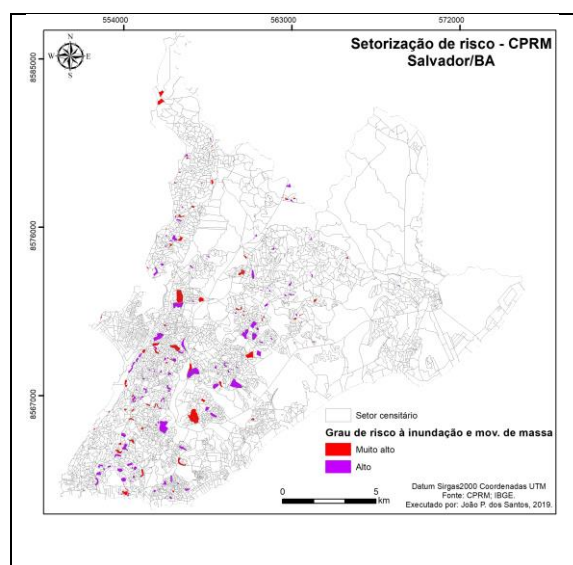 554000 563000 572000
8585000
8576000
8567000
N
W E
S
Setorização de risco - CPRM
Salvador/BA
Setor censitário
Grau de risco à inundação e mov. de massa
Muito alto
Alto
0 5
km
Datum Sirgas2000 Coordenadas UTM
Fonte: CPRM; IBGE.
Executado por: João P. dos Santos, 2019.